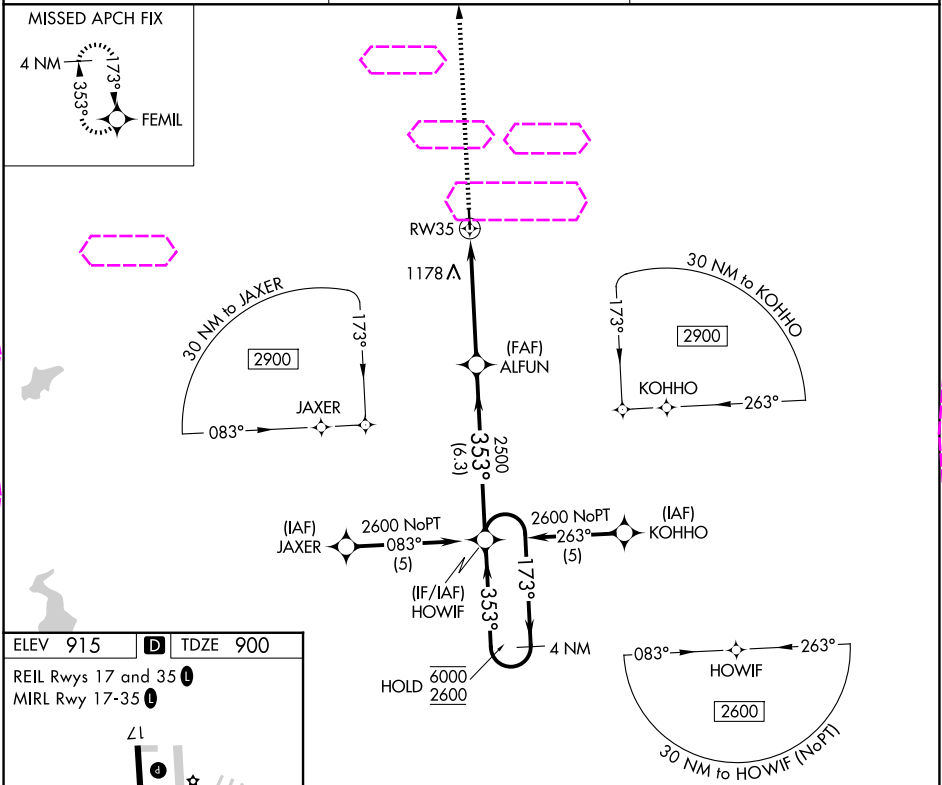 MISSED APCH FIX
4 NM
173°
353°
FEMIL
RW35
1178
30 NM to JAXER
2900
173°
JAXER
083°
30 NM to KOHHO
2900
173°
KOHHO
263°
(FAF)
ALFUN
353°
2500
(6.3)
(IAF)
JAXER
2600 NoPT
083°
(5)
2600 NoPT
263°
(5)
(IAF)
KOHHO
(IF/IAF)
HOWIF
353°
173°
4 NM
HOLD 6000
2600
083°
263°
HOWIF
2600
30 NM to HOWIF (NoPT)
ELEV 915 D TDZE 900
REIL Rwys 17 and 35 L
MIRL Rwy 17-35 L
17
P